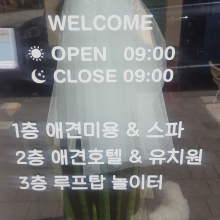 WELCOME
OPEN 09:00
CLOSE 09:00
1층 애견미용 & 스파
2층 애견호텔 & 유치원
3층 루프탑 놀이터